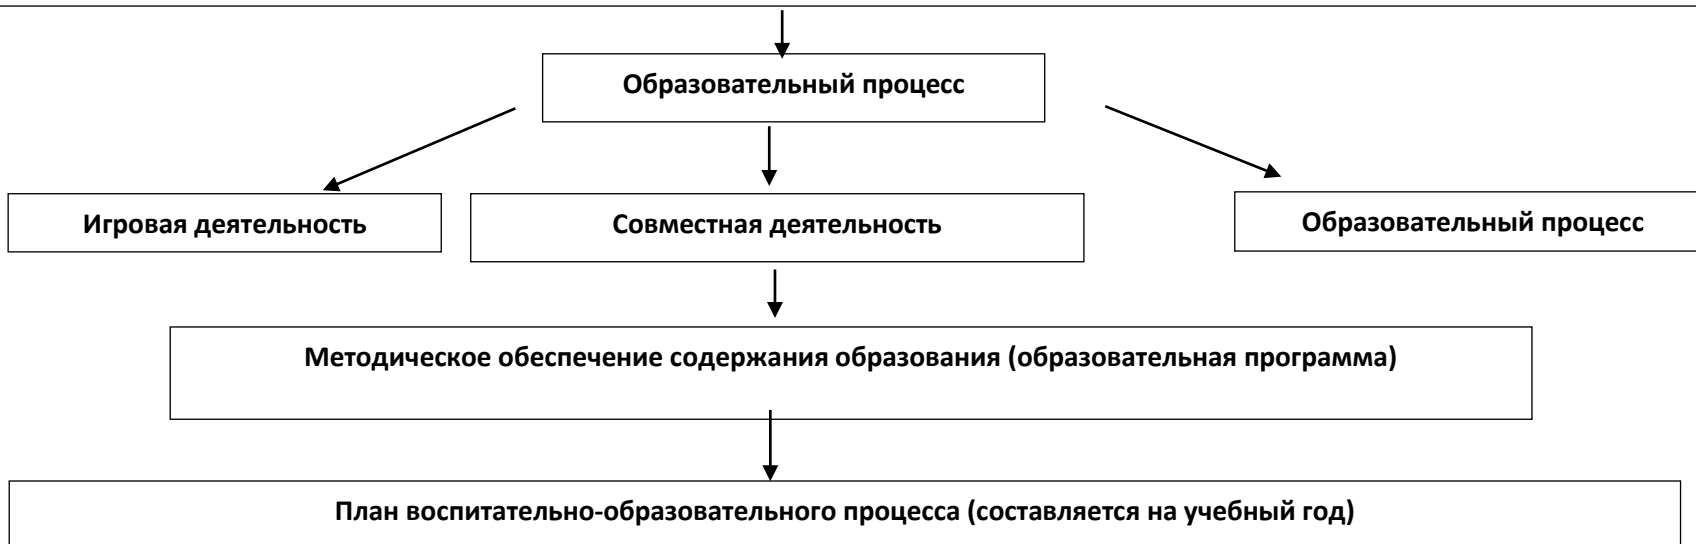 Образовательный процесс
Игровая деятельность
Совместная деятельность
Образовательный процесс
Методическое обеспечение содержания образования (образовательная программа)
План воспитательно-образовательного процесса (составляется на учебный год)